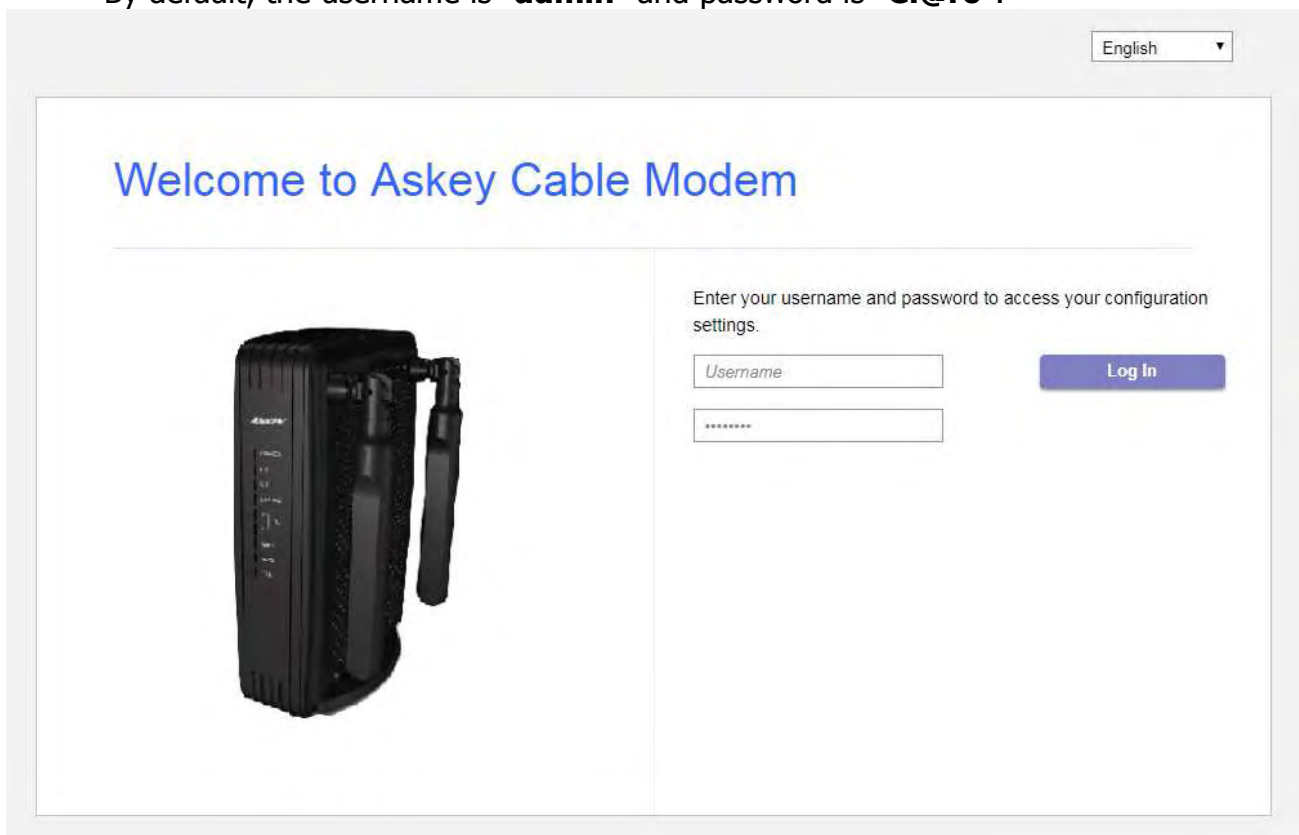 By default, the username is "admin" and password is
English
Welcome to Askey Cable Modem
Enter your username and password to access your configuration
settings.
Username
Log In
••••••••
ASKEY